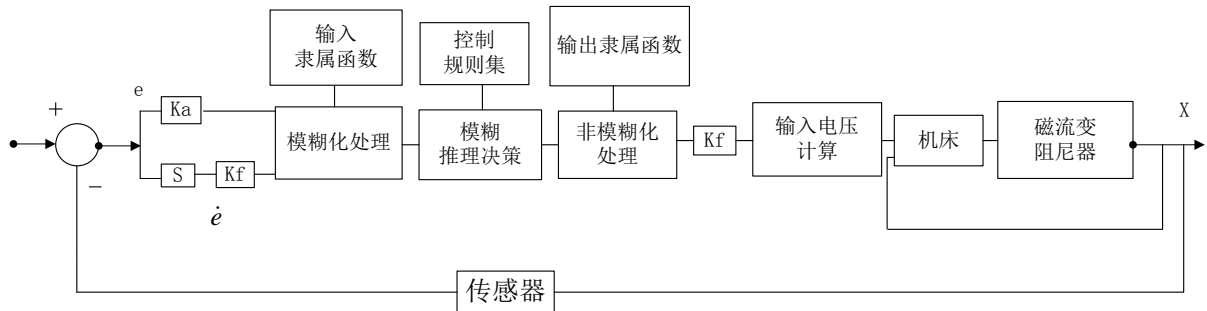 输入
隶属函数
控制
规则集
输出隶属函数
+
e
Ka
模糊化处理
模糊
推理决策
非模糊化
处理
Kf
输入电压
计算
机床
磁流变
阻尼器
X
−
S
Kf
ė
传感器